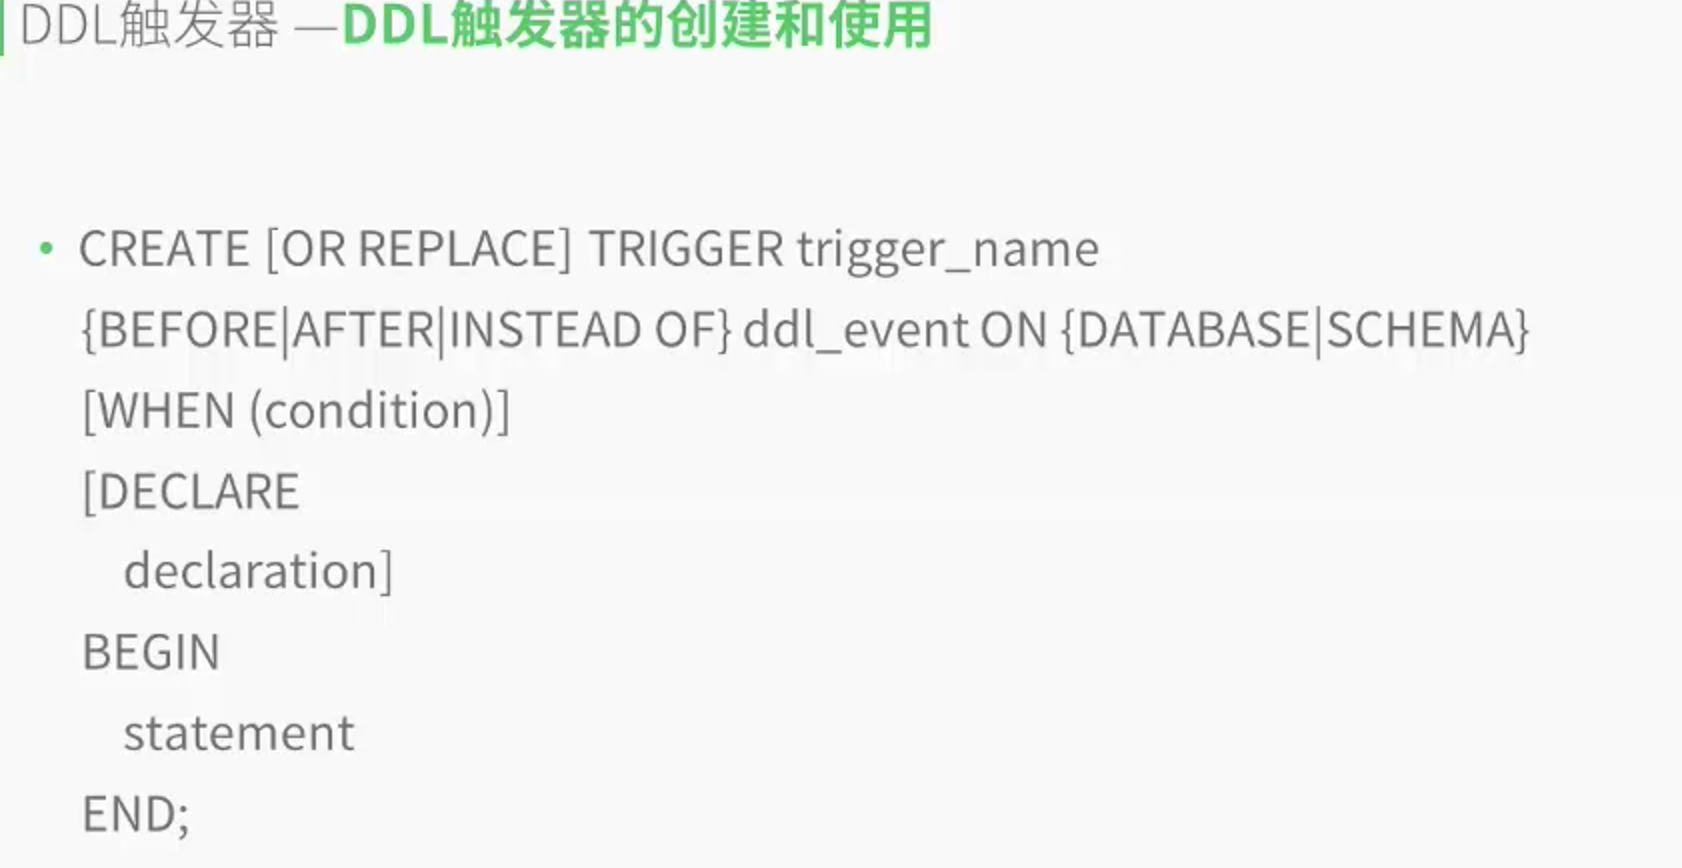 DDL触发器 —DDL触发器的创建和使用
• CREATE [OR REPLACE] TRIGGER trigger_name
{BEFORE|AFTER|INSTEAD OF} ddl_event ON {DATABASE|SCHEMA}
[WHEN (condition)]
[DECLARE
declaration]
BEGIN
statement
END;